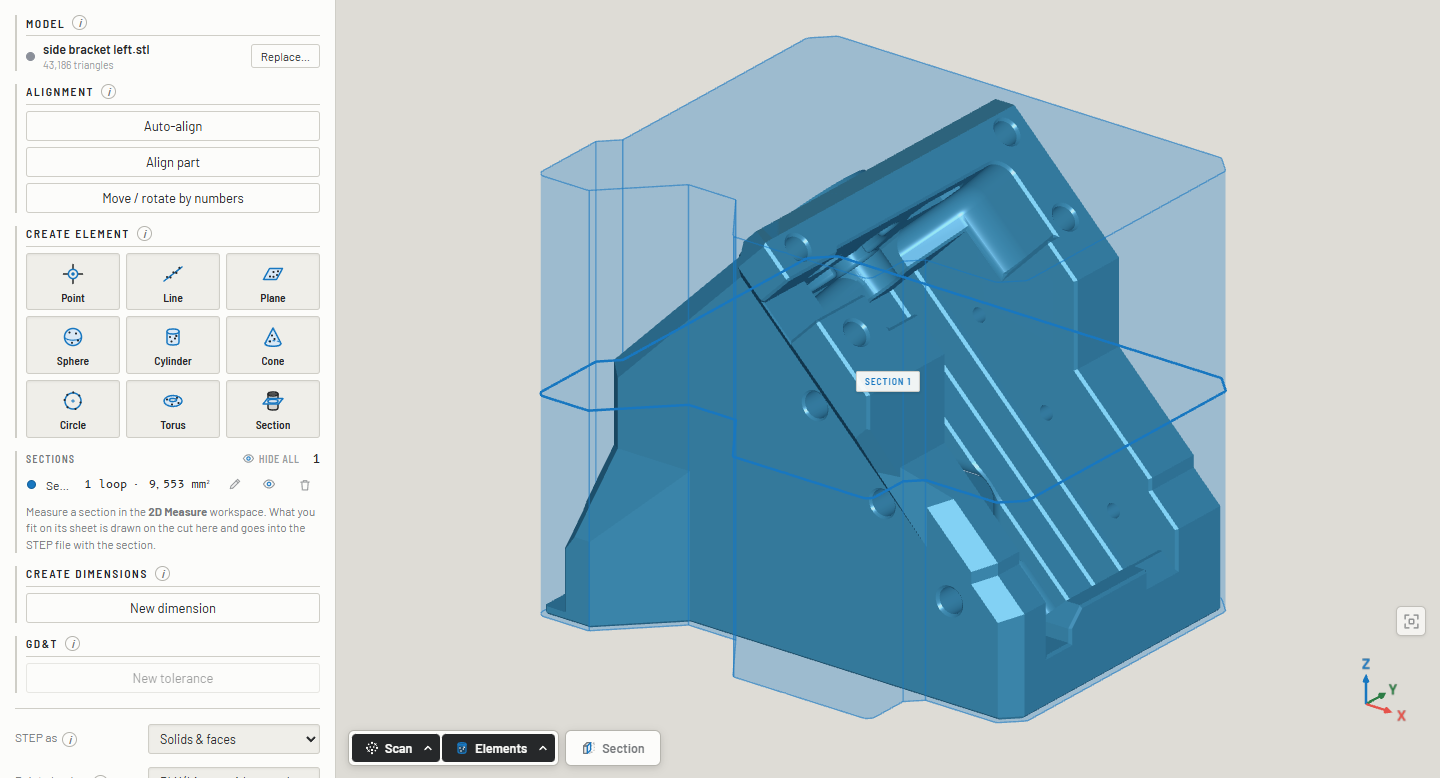 MODEL i
side bracket left.stl
43,186 triangles
Replace...
ALIGNMENT i
Auto-align
Align part
Move / rotate by numbers
CREATE ELEMENT i
Point Line Plane
Sphere Cylinder Cone
Circle Torus Section
SECTIONS HIDE ALL 1
Se... 1 loop · 9,553 mm²
Measure a section in the 2D Measure workspace. What you
fit on its sheet is drawn on the cut here and goes into the
STEP file with the section.
CREATE DIMENSIONS i
New dimension
GD&T i
New tolerance
STEP as i Solids & faces
SECTION 1
Scan Elements Section
Z
Y
X